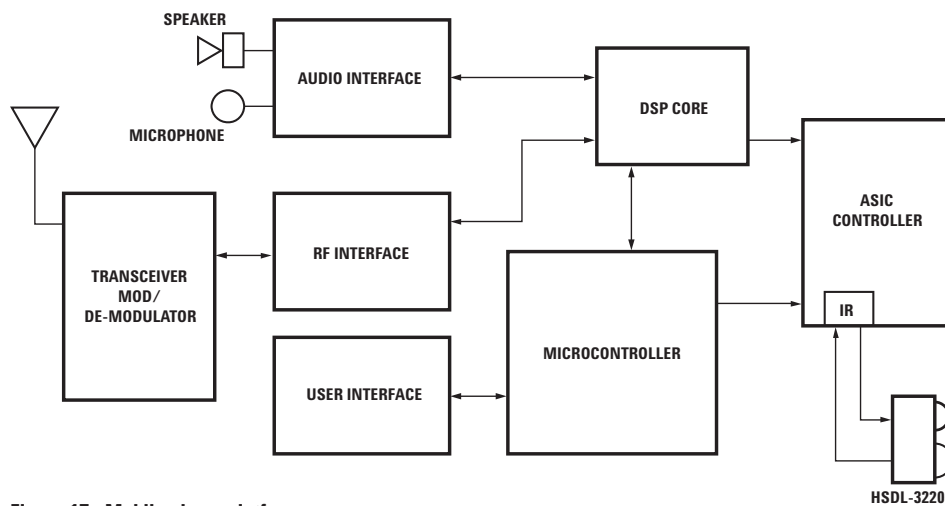 SPEAKER
AUDIO INTERFACE
MICROPHONE
DSP CORE
ASIC
CONTROLLER
RF INTERFACE
TRANSCEIVER
MOD/
DE-MODULATOR
IR
MICROCONTROLLER
USER INTERFACE
HSDL-3220